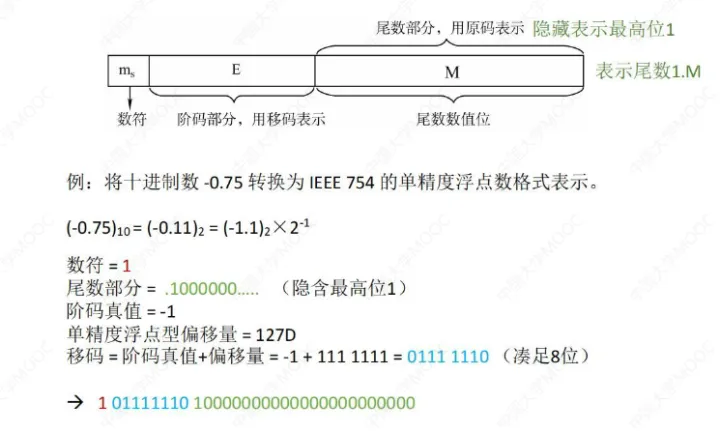 尾数部分，用原码表示 隐藏表示最高位1
mₛ E M 表示尾数1.M
数符 阶码部分，用移码表示 尾数数值位
例：将十进制数 -0.75 转换为 IEEE 754 的单精度浮点数格式表示。
(-0.75)₁₀ = (-0.11)₂ = (-1.1)₂×2⁻¹
数符 = 1
尾数部分 = .1000000..... （隐含最高位1）
阶码真值 = -1
单精度浮点型偏移量 = 127D
移码 = 阶码真值+偏移量 = -1 + 111 1111 = 0111 1110 （凑足8位）
→ 1 01111110 10000000000000000000000